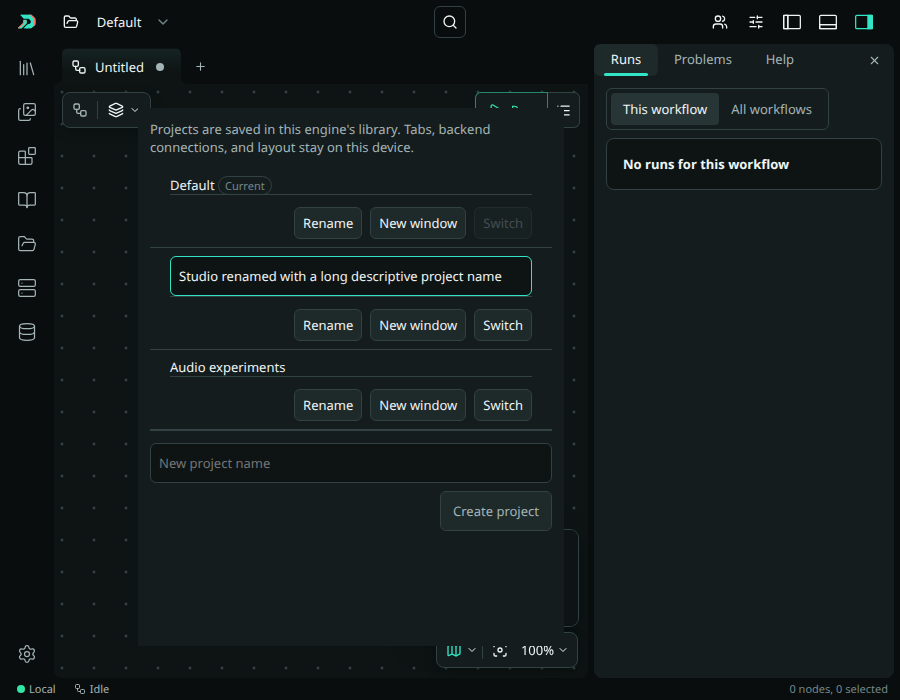 Default
Untitled
Runs
Problems
Help
This workflow
All workflows
No runs for this workflow
Projects are saved in this engine's library. Tabs, backend
connections, and layout stay on this device.
Default
Current
Rename
New window
Switch
Studio renamed with a long descriptive project name
Rename
New window
Switch
Audio experiments
Rename
New window
Switch
New project name
Create project
100%
Local
Idle
0 nodes, 0 selected